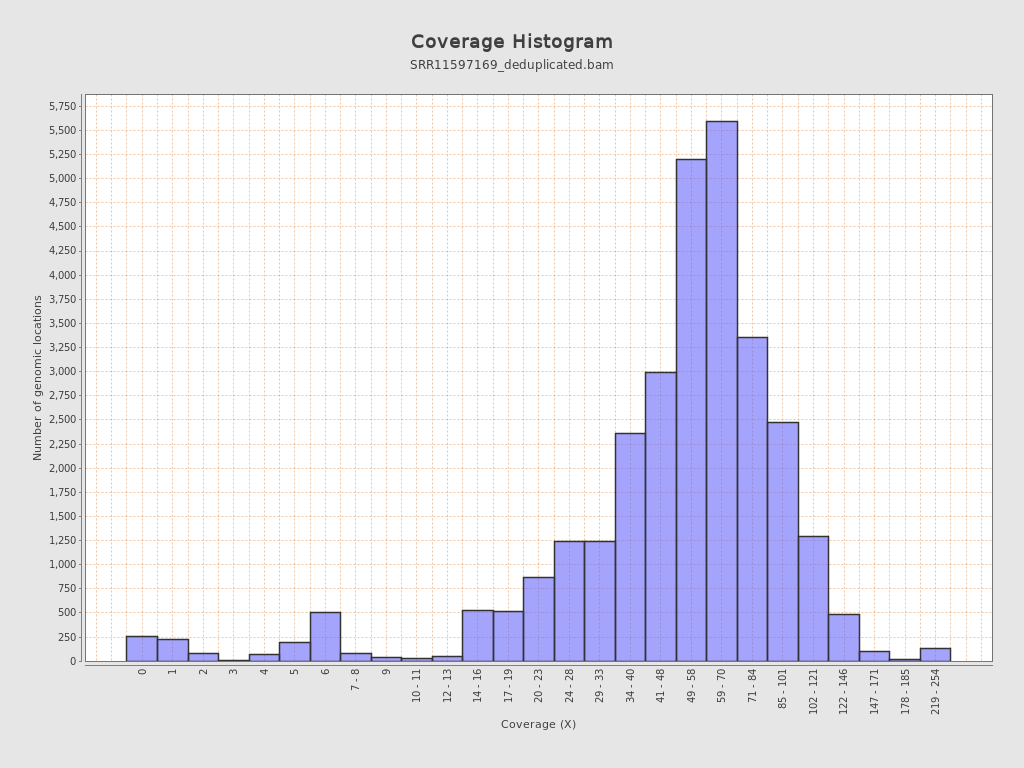 Coverage Histogram
SRR11597169_deduplicated.bam
5,750
5,500
5,250
5,000
4,750
4,500
4,250
4,000
3,750
3,500
3,250
3,000
2,750
2,500
2,250
2,000
1,750
1,500
1,250
1,000
750
500
250
0
Number of genomic locations
0
1
2
3
4
5
6
7 - 8
9
10 - 11
12 - 13
14 - 16
17 - 19
20 - 23
24 - 28
29 - 33
34 - 40
41 - 48
49 - 58
59 - 70
71 - 84
85 - 101
102 - 121
122 - 146
147 - 171
178 - 185
219 - 254
Coverage (X)